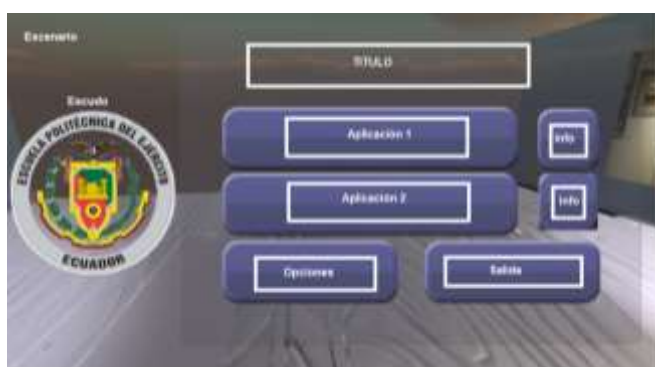 Escenario
TITULO
Escudo
ESCUELA POLITÉCNICA DEL EJÉRCITO
ECUADOR
Aplicación 1
Info
Aplicación 2
Info
Opciones
Salida